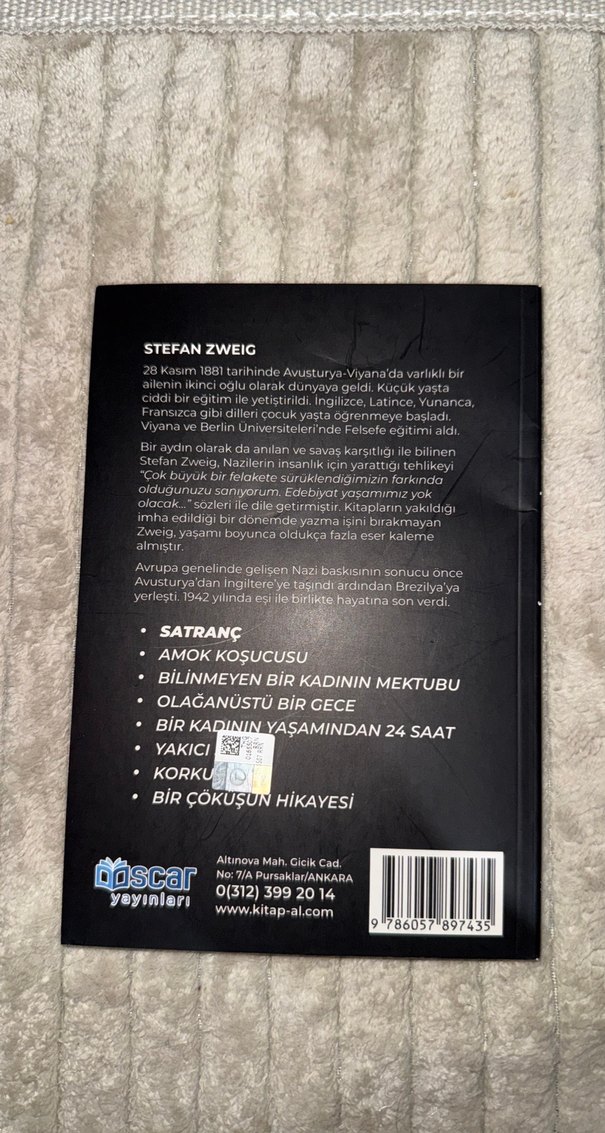 STEFAN ZWEIG
28 Kasım 1881 tarihinde Avusturya-Viyana'da varlıklı bir
ailenin ikinci oğlu olarak dünyaya geldi. Küçük yaşta
ciddi bir eğitim ile yetiştirildi. İngilizce, Latince, Yunanca,
Fransızca gibi dilleri çocuk yaşta öğrenmeye başladı.
Viyana ve Berlin Üniversiteleri'nde Felsefe eğitimi aldı.
Bir aydın olarak da anılan ve savaş karşıtlığı ile bilinen
Stefan Zweig, Nazilerin insanlık için yarattığı tehlikeyi
"Çok büyük bir felakete sürüklendiğimizin farkında
olduğunuzu sanıyorum. Edebiyat yaşamımız yok
olacak..." sözleri ile dile getirmiştir. Kitapların yakıldığı
imha edildiği bir dönemde yazma işini bırakmayan
Zweig, yaşamı boyunca oldukça fazla eser kaleme
almıştır.
Avrupa genelinde gelişen Nazi baskısının sonucu önce
Avusturya'dan İngiltere'ye taşındı ardından Brezilya'ya
yerleşti. 1942 yılında eşi ile birlikte hayatına son verdi.
• SATRANÇ
• AMOK KOŞUCUSU
• BİLİNMEYEN BİR KADININ MEKTUBU
• OLAĞANÜSTÜ BİR GECE
• BİR KADININ YAŞAMINDAN 24 SAAT
• YAKICI
• KORKU
• BİR ÇÖKÜŞÜN HİKAYESİ
oscar
yayınları
Altınova Mah. Gicik Cad.
No: 7/A Pursaklar/ANKARA
0(312) 399 20 14
www.kitap-al.com
9 786057 897435